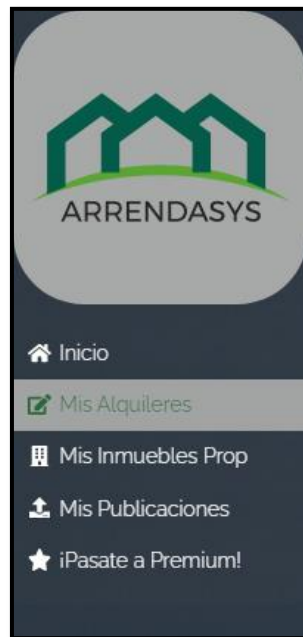 ARRENDASYS
Inicio
Mis Alquileres
Mis Inmuebles Prop
Mis Publicaciones
¡Pasate a Premium!